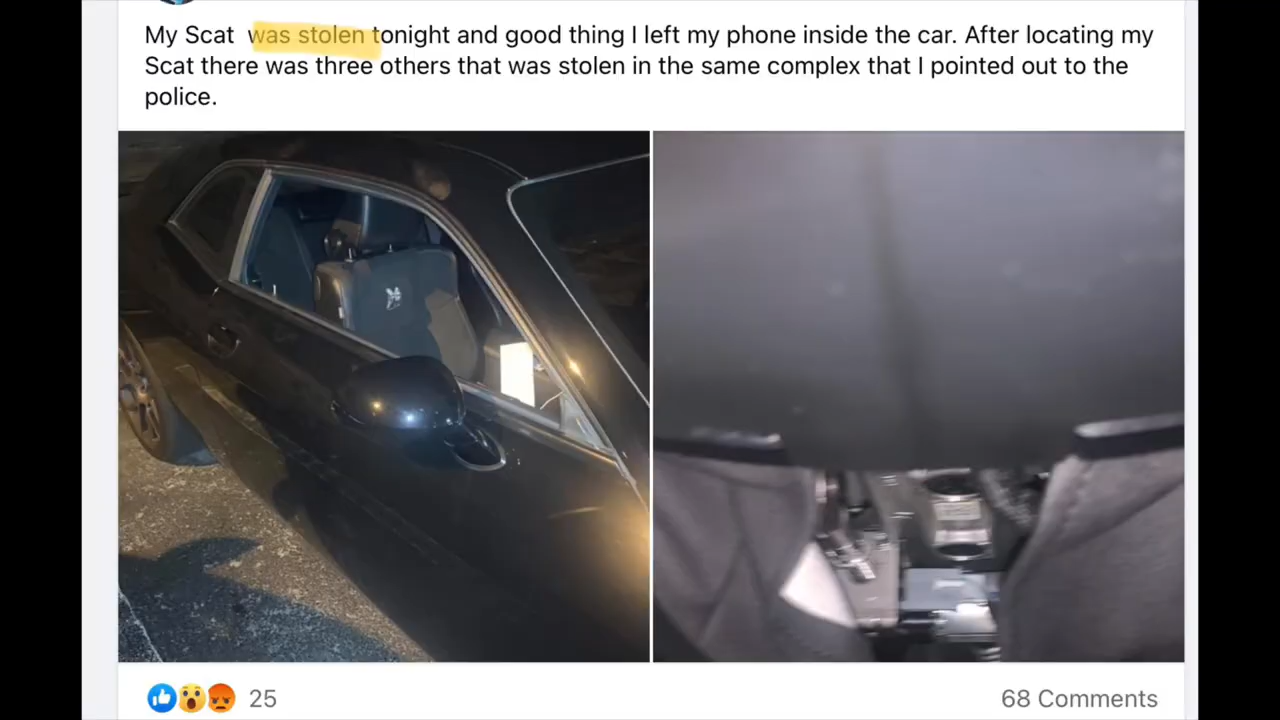 My Scat was stolen tonight and good thing I left my phone inside the car. After locating my
Scat there was three others that was stolen in the same complex that I pointed out to the
police.
25
68 Comments